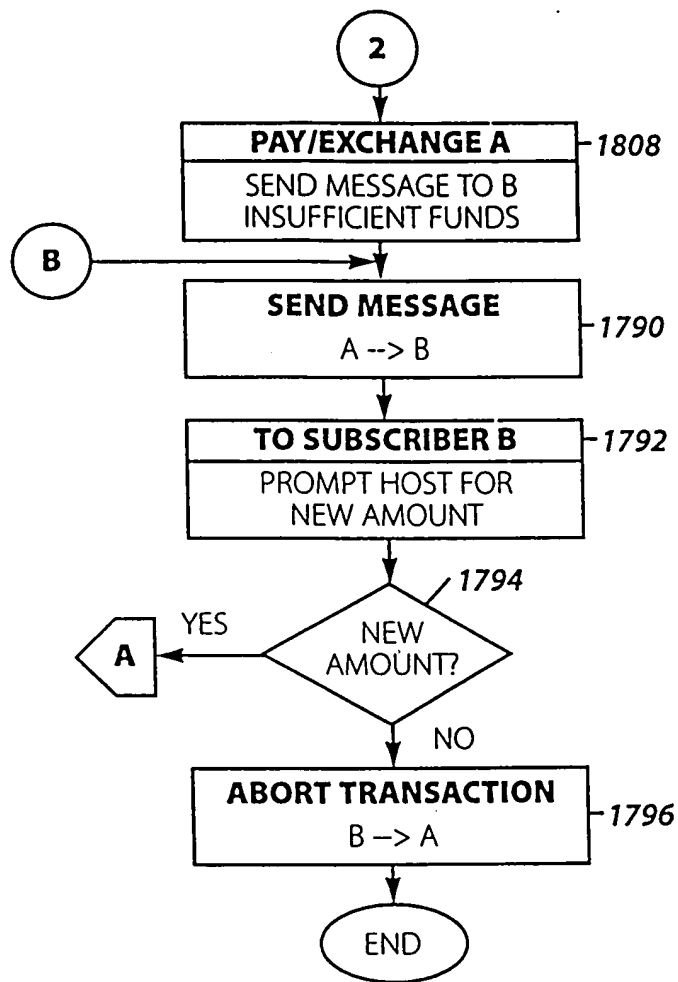 2
PAY/EXCHANGE A
1808
SEND MESSAGE TO B
INSUFFICIENT FUNDS
B
SEND MESSAGE
1790
A --> B
TO SUBSCRIBER B
1792
PROMPT HOST FOR
NEW AMOUNT
1794
YES
A
NEW
AMOUNT?
NO
ABORT TRANSACTION
1796
B --> A
END